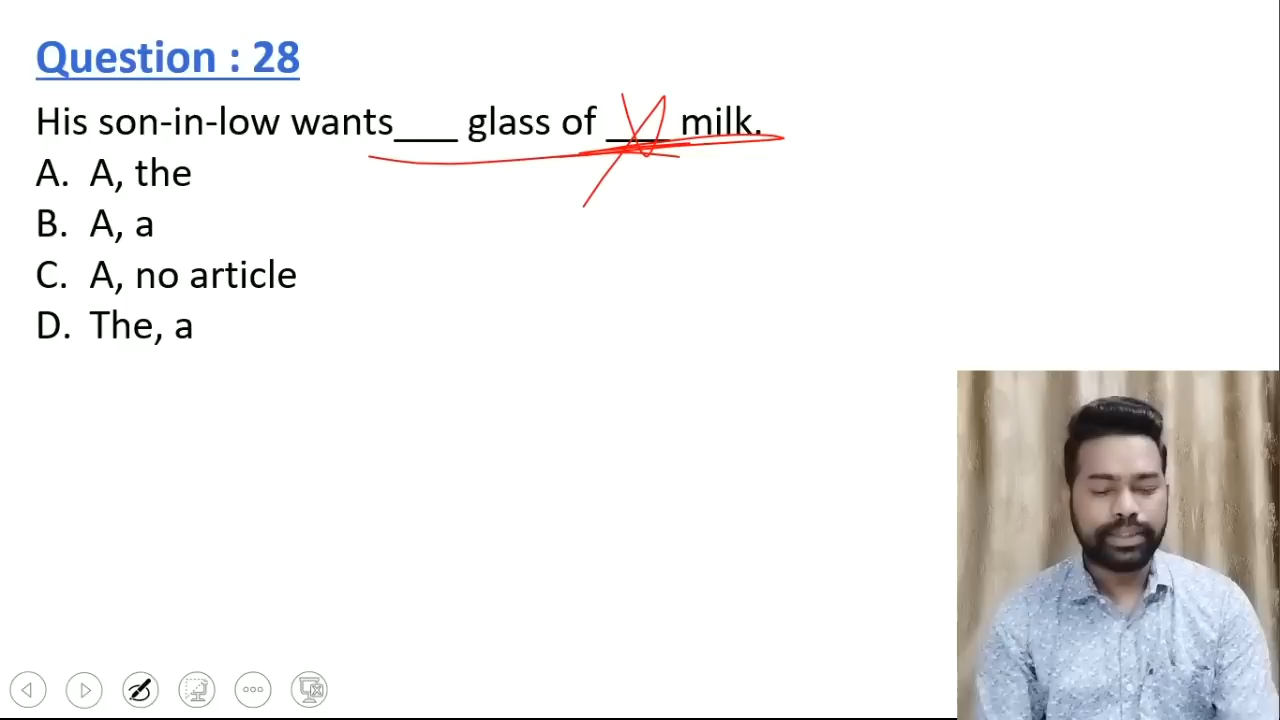 Question : 28
His son-in-low wants___ glass of ___ milk.
A. A, the
B. A, a
C. A, no article
D. The, a